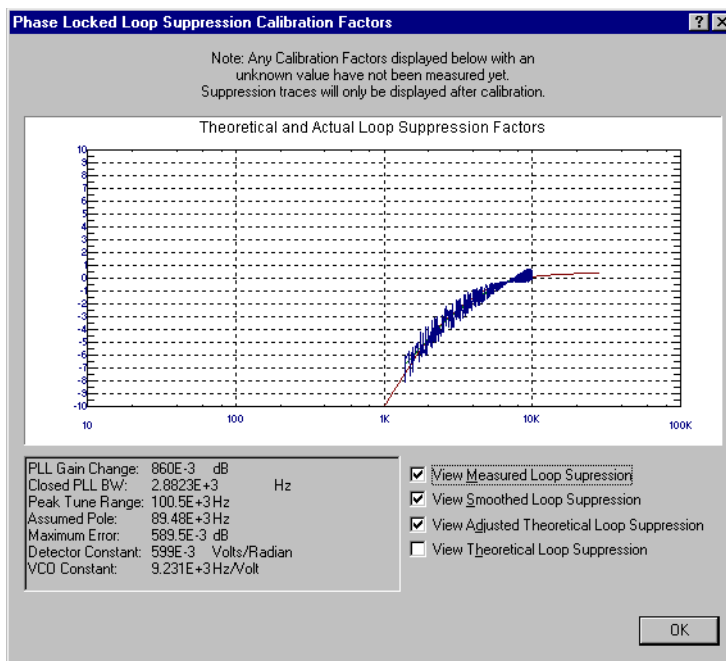 Phase Locked Loop Suppression Calibration Factors
Note: Any Calibration Factors displayed below with an
unknown value have not been measured yet.
Suppression traces will only be displayed after calibration.
Theoretical and Actual Loop Suppression Factors
10
9
8
7
6
5
4
3
2
1
0
-1
-2
-3
-4
-5
-6
-7
-8
-9
-10
10 100 1K 10K 100K
PLL Gain Change: 860E-3 dB
Closed PLL BW: 2.8823E+3 Hz
Peak Tune Range: 100.5E+3 Hz
Assumed Pole: 89.48E+3 Hz
Maximum Error: 589.5E-3 dB
Detector Constant: 599E-3 Volts/Radian
VCO Constant: 9.231E+3 Hz/Volt
View Measured Loop Supression
View Smoothed Loop Suppression
View Adjusted Theoretical Loop Suppression
View Theoretical Loop Suppression
OK